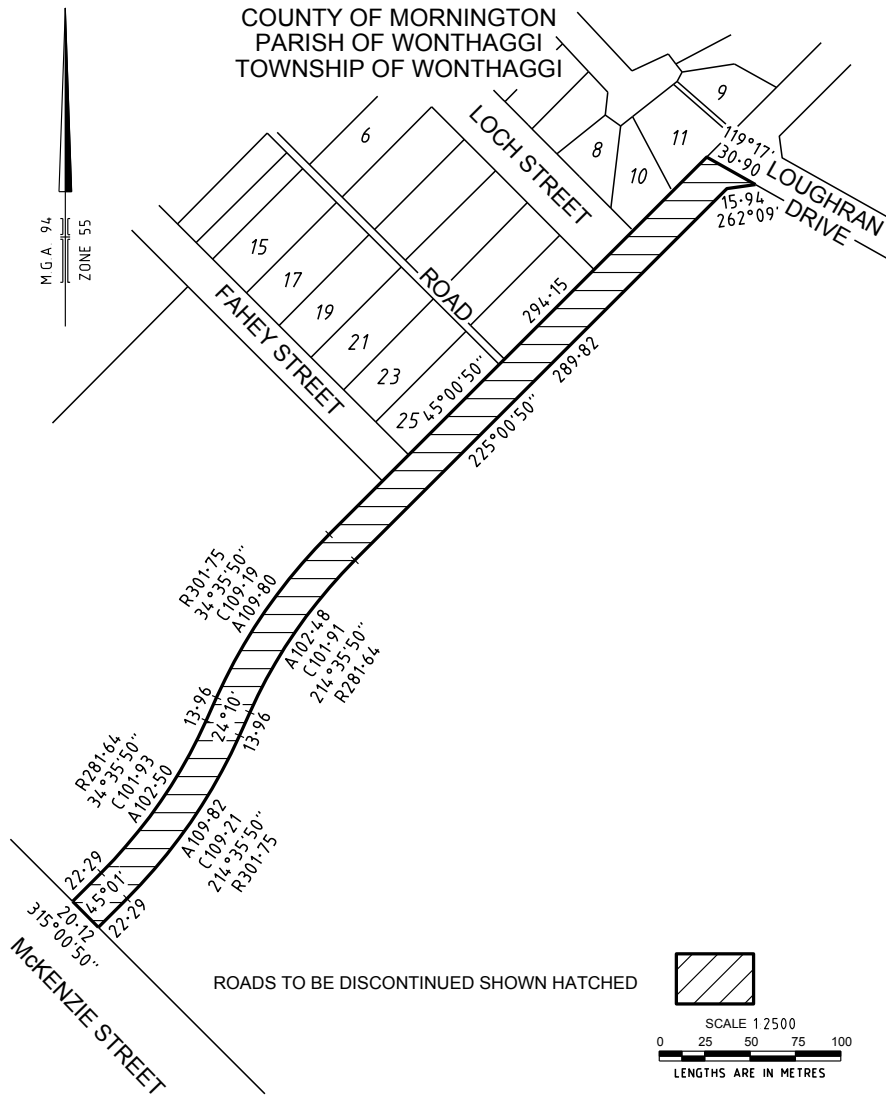 COUNTY OF MORNINGTON
PARISH OF WONTHAGGI
TOWNSHIP OF WONTHAGGI
M.G.A. 94
ZONE 55
6
9
LOCH STREET
8
11
10
119°17'
30·90
LOUGHRAN
DRIVE
15·94
262°09'
15
17
19
21
23
25
ROAD
FAHEY STREET
294·15
45°00'50"
289·82
225°00'50"
R301·75
34°35'50"
C109·19
A109·80
A102·48
C101·91
214°35'50"
R281·64
13·96
24°10'
13·96
R281·64
34°35'50"
C101·93
A102·50
A109·82
C109·21
214°35'50"
R301·75
22·29
45°01'
22·29
20·12
315°00'50"
McKENZIE STREET
ROADS TO BE DISCONTINUED SHOWN HATCHED
SCALE 1 2500
0 25 50 75 100
LENGTHS ARE IN METRES